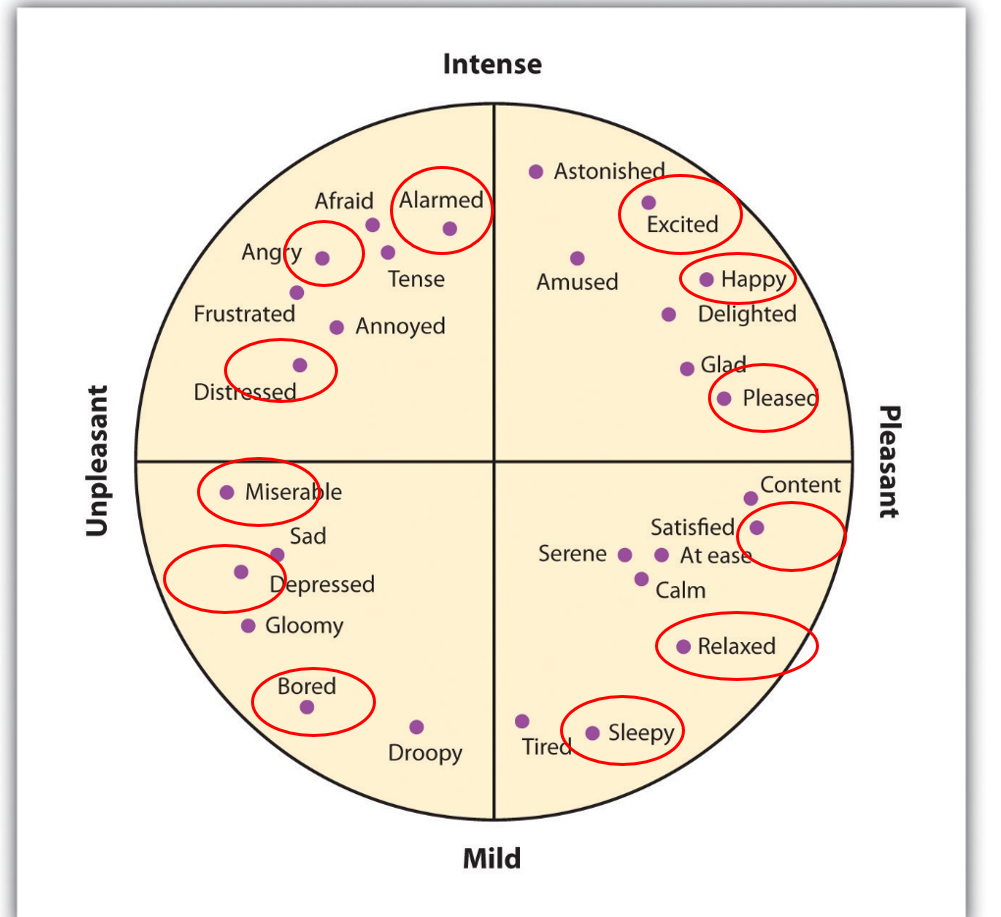 Intense
Astonished
Afraid
Alarmed
Excited
Angry
Tense
Amused
Happy
Frustrated
Delighted
Annoyed
Glad
Distressed
Pleased
Unpleasant
Pleasant
Content
Miserable
Satisfied
Sad
Serene
At ease
Depressed
Calm
Gloomy
Relaxed
Bored
Sleepy
Tired
Droopy
Mild